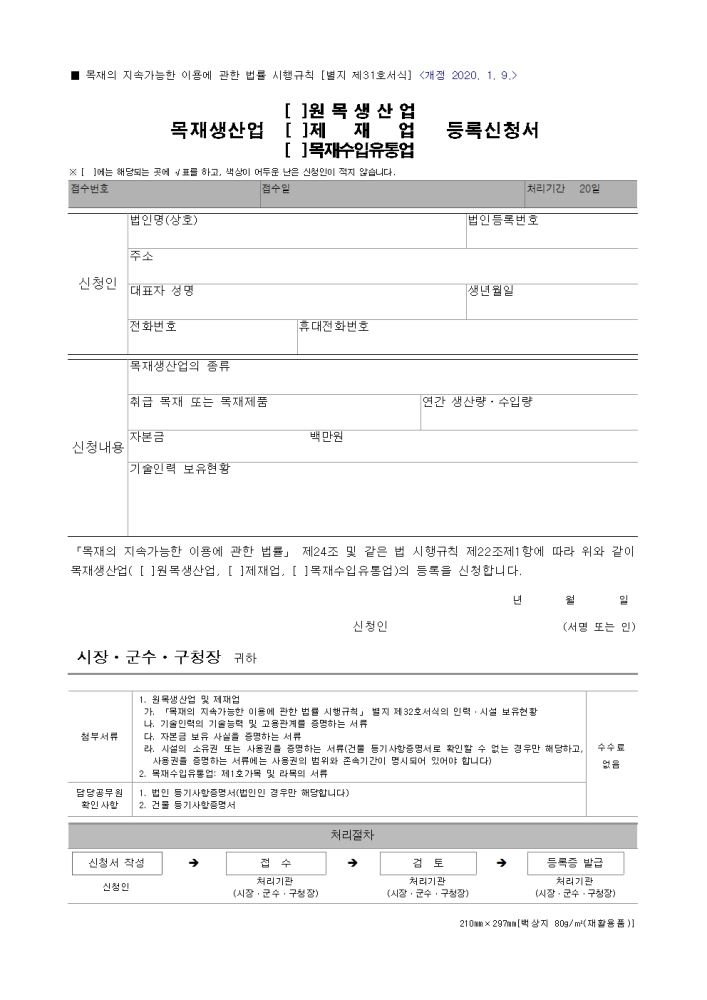 ■ 목재의 지속가능한 이용에 관한 법률 시행규칙 [별지 제31호서식] <개정 2020. 1. 9.>
[ ]원 목 생 산 업
목재생산업 [ ]제 재 업 등록신청서
[ ]목재수입유통업
※ [ ]에는 해당되는 곳에 √표를 하고, 색상이 어두운 난은 신청인이 적지 않습니다.
접수번호 접수일 처리기간 20일
법인명(상호) 법인등록번호
주소
신청인
대표자 성명 생년월일
전화번호 휴대전화번호
목재생산업의 종류
취급 목재 또는 목재제품 연간 생산량·수입량
자본금 백만원
신청내용
기술인력 보유현황
「목재의 지속가능한 이용에 관한 법률」 제24조 및 같은 법 시행규칙 제22조제1항에 따라 위와 같이
목재생산업( [ ]원목생산업, [ ]제재업, [ ]목재수입유통업)의 등록을 신청합니다.
년 월 일
신청인 (서명 또는 인)
시장·군수·구청장 귀하
1. 원목생산업 및 제재업
가. 「목재의 지속가능한 이용에 관한 법률 시행규칙」 별지 제32호서식의 인력·시설 보유현황
나. 기술인력의 기술능력 및 고용관계를 증명하는 서류
첨부서류
다. 자본금 보유 사실을 증명하는 서류
라. 시설의 소유권 또는 사용권을 증명하는 서류(건물 등기사항증명서로 확인할 수 없는 경우만 해당하고,
사용권을 증명하는 서류에는 사용권의 범위와 존속기간이 명시되어 있어야 합니다)
2. 목재수입유통업: 제1호가목 및 라목의 서류
수수료
없음
담당공무원
확인사항
1. 법인 등기사항증명서(법인인 경우만 해당합니다)
2. 건물 등기사항증명서
처리절차
신청서 작성 ➔ 접 수 ➔ 검 토 ➔ 등록증 발급
신청인 처리기관 처리기관 처리기관
(시장·군수·구청장) (시장·군수·구청장) (시장·군수·구청장)
210㎜×297㎜[백상지 80g/㎡(재활용품)]